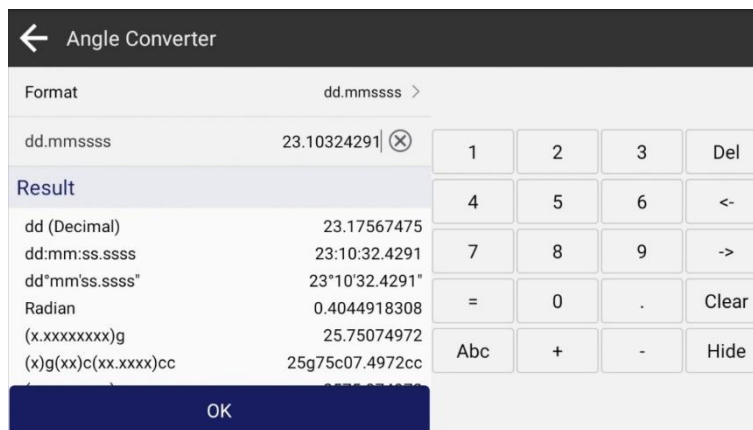 Angle Converter
Format dd.mmssss >
dd.mmssss 23.10324291
Result
dd (Decimal) 23.17567475
dd:mm:ss.ssss 23:10:32.4291
dd°mm'ss.ssss" 23°10'32.4291"
Radian 0.4044918308
(x.xxxxxxxx)g 25.75074972
(x)g(xx)c(xx.xxxx)cc 25g75c07.4972cc
OK
1 2 3 Del
4 5 6 <-
7 8 9 ->
= 0 . Clear
Abc + - Hide